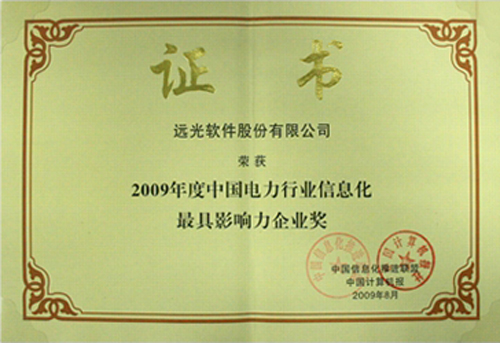 证书
远光软件股份有限公司
荣获
2009年度中国电力行业信息化
最具影响力企业奖
中国信息化推进联盟
中国计算机报
2009年8月